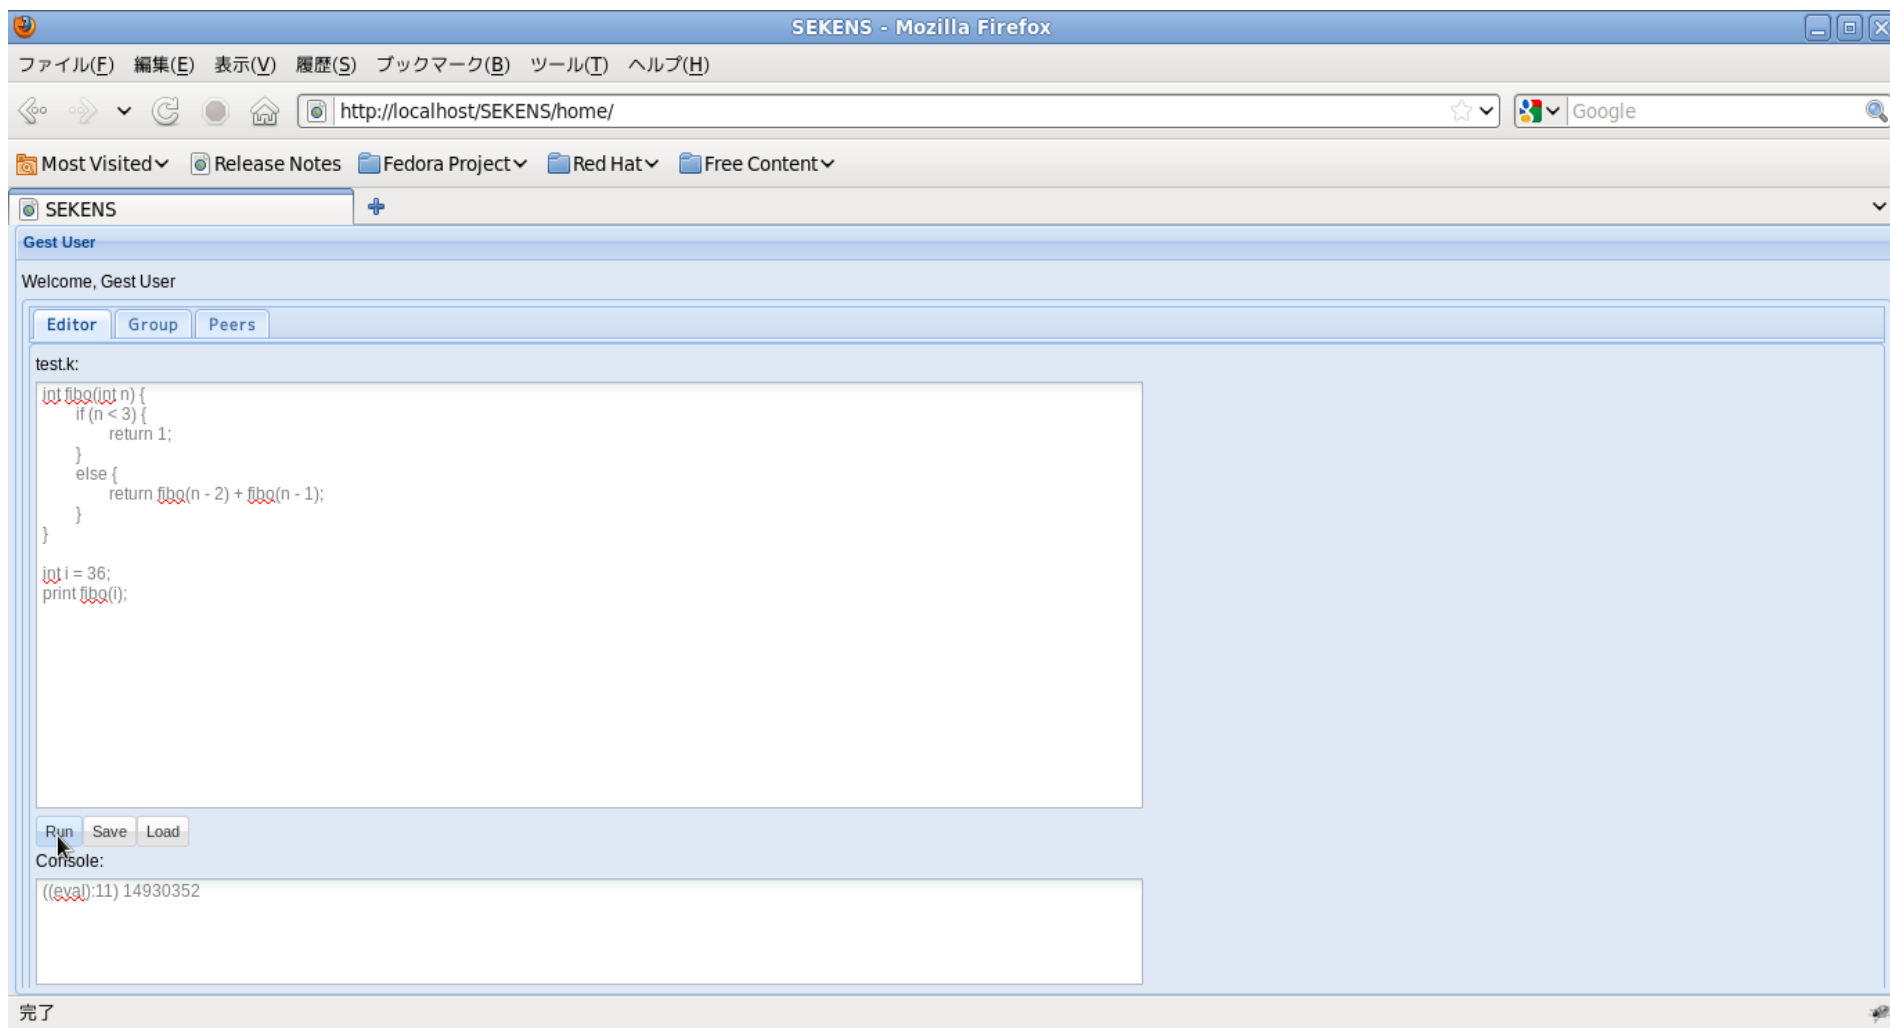 SEKENS - Mozilla Firefox
ファイル(F) 編集(E) 表示(V) 履歴(S) ブックマーク(B) ツール(T) ヘルプ(H)
http://localhost/SEKENS/home/ Google
Most Visited Release Notes Fedora Project Red Hat Free Content
SEKENS
Gest User
Welcome, Gest User
Editor Group Peers
test.k:
int fibo(int n) {
if (n < 3) {
return 1;
}
else {
return fibo(n - 2) + fibo(n - 1);
}
}
int i = 36;
print fibo(i);
Run Save Load
Console:
((eval):11) 14930352
完了